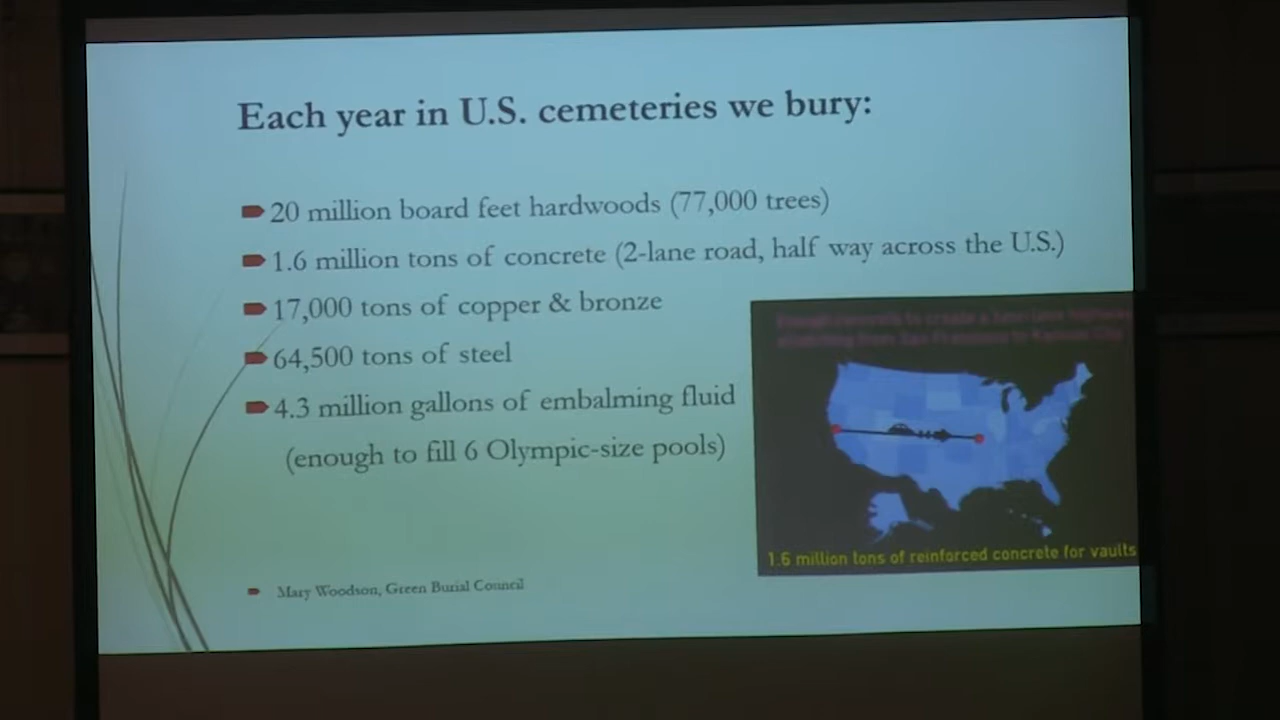 Each year in U.S. cemeteries we bury:
20 million board feet hardwoods (77,000 trees)
1.6 million tons of concrete (2-lane road, half way across the U.S.)
17,000 tons of copper & bronze
64,500 tons of steel
4.3 million gallons of embalming fluid
(enough to fill 6 Olympic-size pools)
1.6 million tons of reinforced concrete for vaults
Mary Woodson, Green Burial Council